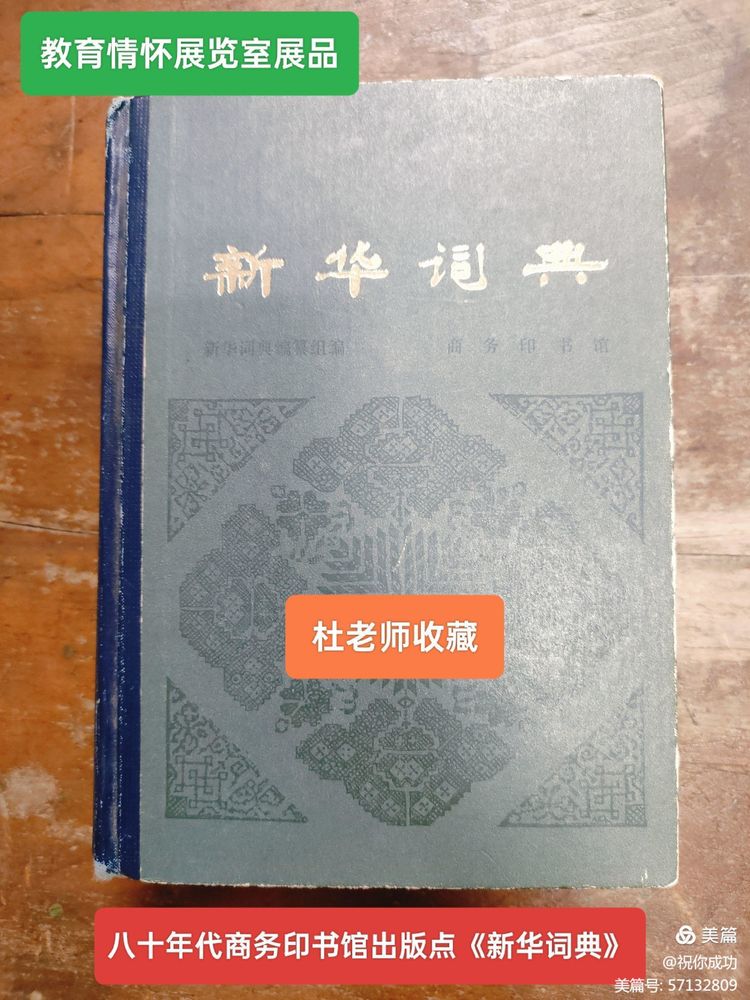 教育情怀展览室展品
新华词典
新华词典编纂组编 商务印书馆
杜老师收藏
八十年代商务印书馆出版点《新华词典》
美篇
@祝你成功
美篇号: 57132809